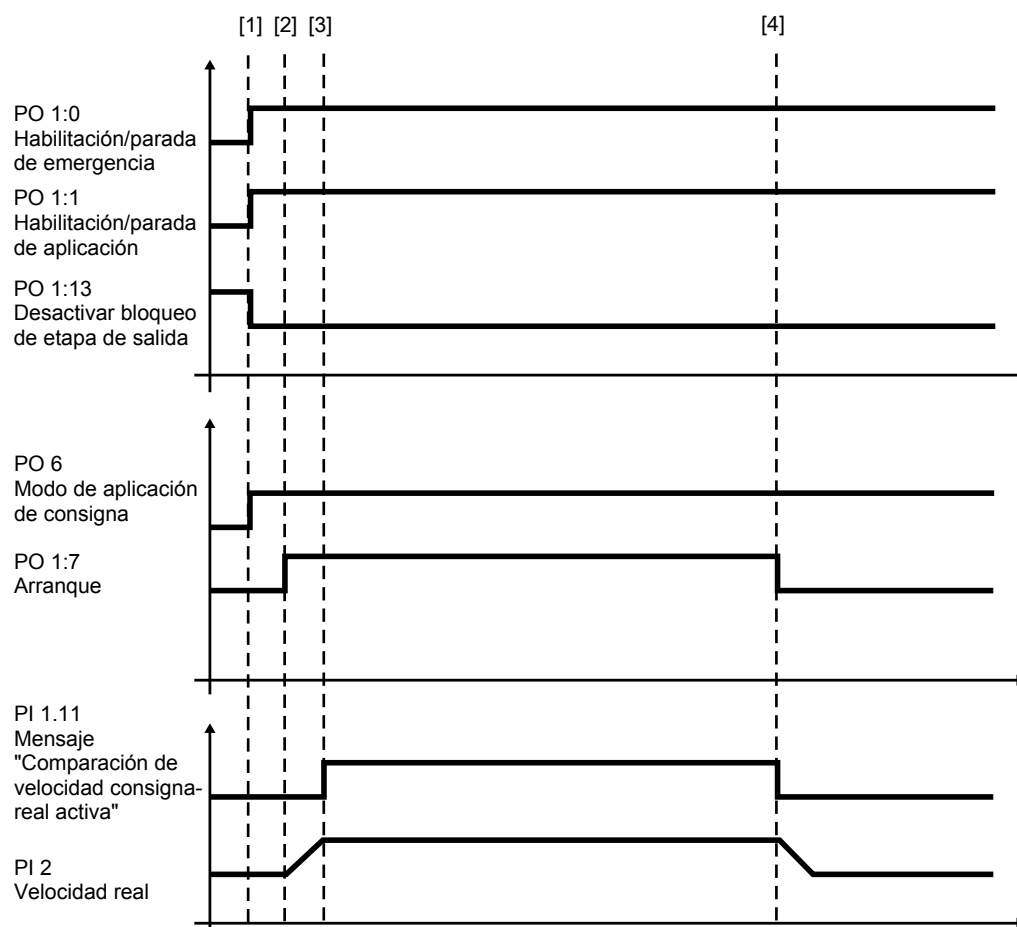 [1] [2] [3] [4]
PO 1:0
Habilitación/parada
de emergencia
PO 1:1
Habilitación/parada
de aplicación
PO 1:13
Desactivar bloqueo
de etapa de salida
PO 6
Modo de aplicación
de consigna
PO 1:7
Arranque
PI 1.11
Mensaje
"Comparación de
velocidad consigna-
real activa"
PI 2
Velocidad real